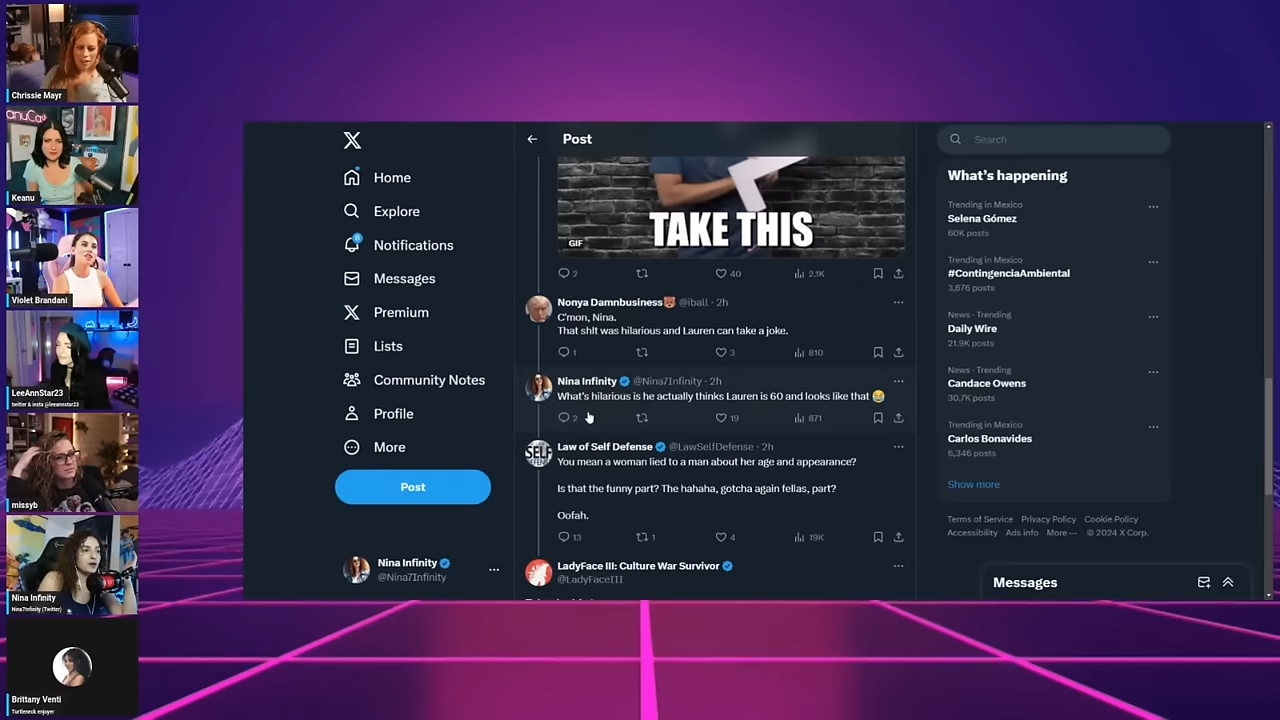 Chrissie Mayr
Keanu
Violet Brandani
LeeAnnStar23
twitter & insta @leeannstar23
missyb
Nina Infinity
Nina7Infinity (Twitter)
Brittany Venti
Turtleneck enjoyer
X
Home
Explore
Notifications
Messages
Premium
Lists
Community Notes
Profile
More
Post
Nina Infinity
@Nina7Infinity
Post
TAKE THIS
GIF
2 40 2.1K
Nonya Damnbusiness🐻 @iball · 2h
C'mon, Nina.
That shIt was hilarious and Lauren can take a joke.
1 3 810
Nina Infinity @Nina7Infinity · 2h
What's hilarious is he actually thinks Lauren is 60 and looks like that 😂
2 19 871
SELF
Law of Self Defense @LawSelfDefense · 2h
You mean a woman lied to a man about her age and appearance?
Is that the funny part? The hahaha, gotcha again fellas, part?
Oofah.
13 1 4 19K
LadyFace III: Culture War Survivor
@LadyFaceIII
Search
What's happening
Trending in Mexico
Selena Gómez
60K posts
Trending in Mexico
#ContingenciaAmbiental
3,676 posts
News · Trending
Daily Wire
21.9K posts
News · Trending
Candace Owens
30.7K posts
Trending in Mexico
Carlos Bonavides
6,346 posts
Show more
Terms of Service Privacy Policy Cookie Policy
Accessibility Ads info More ··· © 2024 X Corp.
Messages